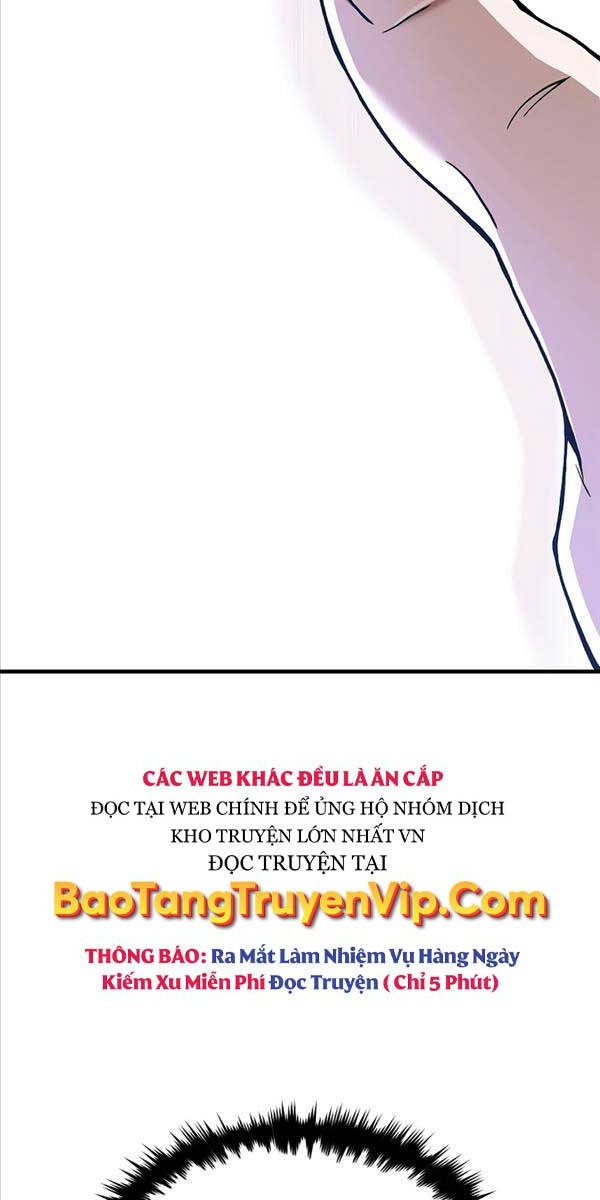 CÁC WEB KHÁC ĐỀU LÀ ĂN CẮP
ĐỌC TẠI WEB CHÍNH ĐỂ ỦNG HỘ NHÓM DỊCH
KHO TRUYỆN LỚN NHẤT VN
ĐỌC TRUYỆN TẠI
BaoTangTruyenVip.Com
THÔNG BÁO: Ra Mắt Làm Nhiệm Vụ Hàng Ngày
Kiếm Xu Miễn Phí Đọc Truyện ( Chỉ 5 Phút)